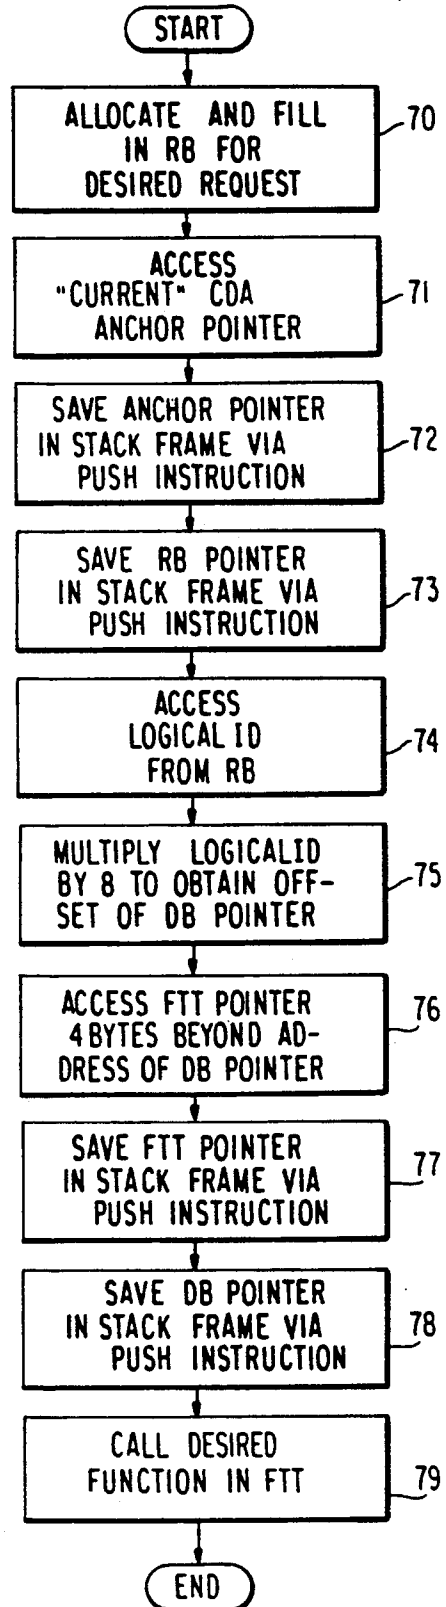 START
ALLOCATE AND FILL
IN RB FOR
DESIRED REQUEST
70
ACCESS
"CURRENT" CDA
ANCHOR POINTER
71
SAVE ANCHOR POINTER
IN STACK FRAME VIA
PUSH INSTRUCTION
72
SAVE RB POINTER
IN STACK FRAME VIA
PUSH INSTRUCTION
73
ACCESS
LOGICAL ID
FROM RB
74
MULTIPLY LOGICALID
BY 8 TO OBTAIN OFF-
SET OF DB POINTER
75
ACCESS FTT POINTER
4 BYTES BEYOND AD-
DRESS OF DB POINTER
76
SAVE FTT POINTER
IN STACK FRAME VIA
PUSH INSTRUCTION
77
SAVE DB POINTER
IN STACK FRAME VIA
PUSH INSTRUCTION
78
CALL DESIRED
FUNCTION IN FTT
79
END